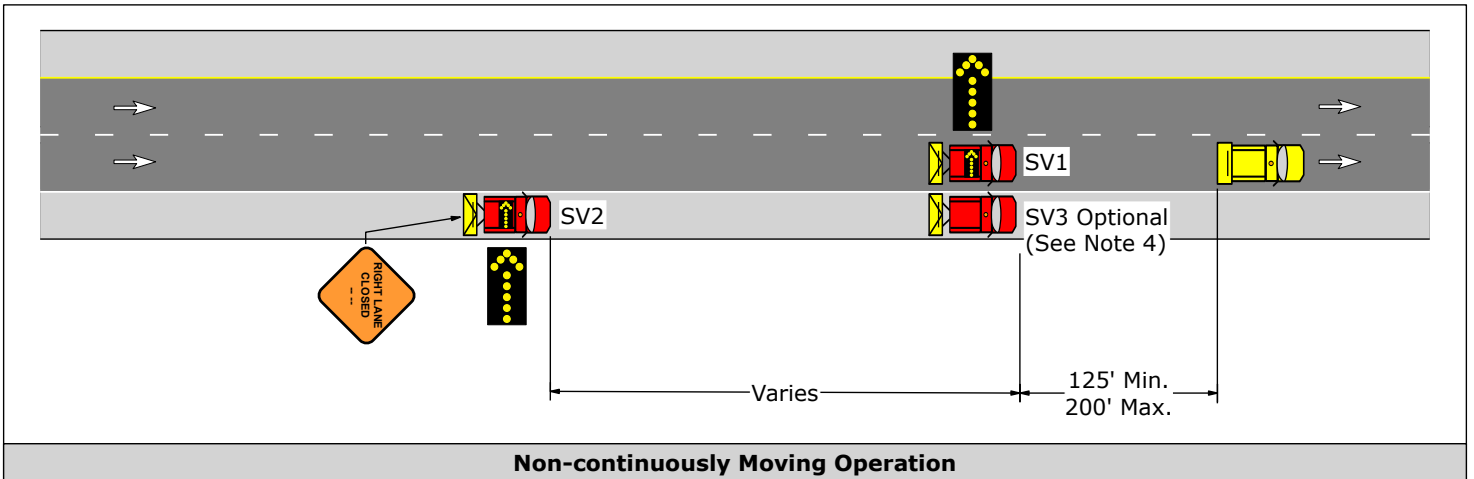 SV1
SV2
SV3 Optional
(See Note 4)
RIGHT LANE
CLOSED
-- --
Varies
125' Min.
200' Max.
Non-continuously Moving Operation